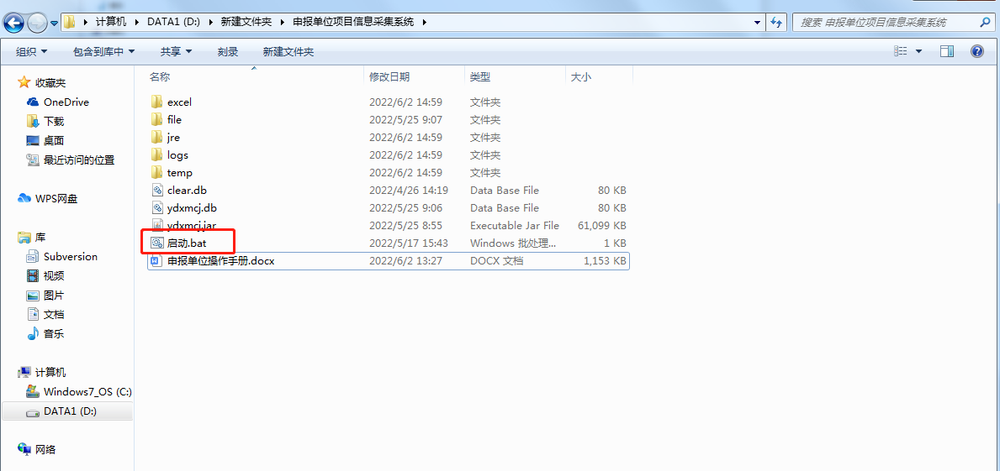 计算机 DATA1 (D:) 新建文件夹 申报单位项目信息采集系统
搜索 申报单位项目信息采集系统
组织 包含到库中 共享 刻录 新建文件夹
收藏夹
OneDrive
下载
桌面
最近访问的位置
WPS网盘
库
Subversion
视频
图片
文档
音乐
计算机
Windows7_OS (C:)
DATA1 (D:)
网络
名称 修改日期 类型 大小
excel 2022/6/2 14:59 文件夹
file 2022/5/25 9:07 文件夹
jre 2022/6/2 14:59 文件夹
logs 2022/6/2 14:59 文件夹
temp 2022/6/2 14:59 文件夹
clear.db 2022/4/26 14:19 Data Base File 80 KB
ydxmcj.db 2022/5/25 9:06 Data Base File 80 KB
ydxmcj.jar 2022/5/25 8:55 Executable Jar File 61,099 KB
启动.bat 2022/5/17 15:43 Windows 批处理... 1 KB
申报单位操作手册.docx 2022/6/2 13:27 DOCX 文档 1,153 KB